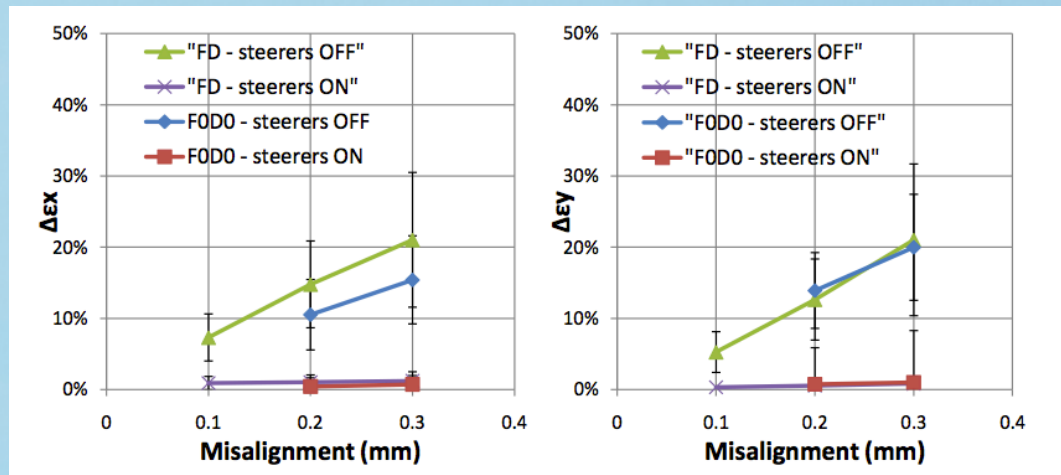 50%
40%
30%
20%
10%
0%
Δεx
"FD - steerers OFF"
"FD - steerers ON"
F0D0 - steerers OFF
F0D0 - steerers ON
0
0.1
0.2
0.3
0.4
Misalignment (mm)
50%
40%
30%
20%
10%
0%
Δεy
"FD - steerers OFF"
"FD - steerers ON"
"F0D0 - steerers OFF"
"F0D0 - steerers ON"
0
0.1
0.2
0.3
0.4
Misalignment (mm)